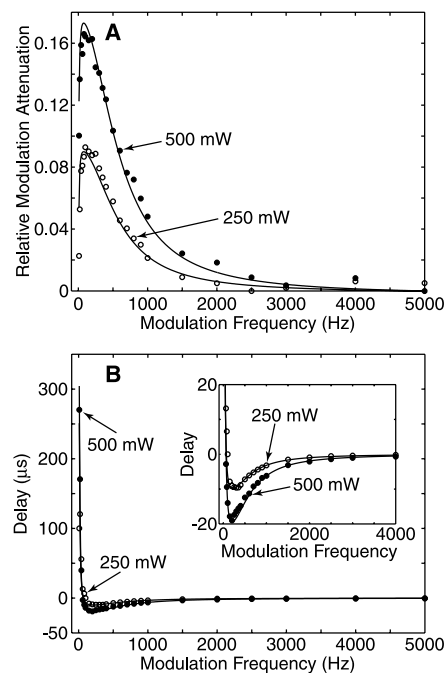 A
Relative Modulation Attenuation
0.16
0.12
0.08
0.04
0
500 mW
250 mW
0 1000 2000 3000 4000 5000
Modulation Frequency (Hz)
B
Delay (μs)
300
200
100
0
-50
500 mW
250 mW
20
0
-20
Delay
250 mW
500 mW
0 2000 4000
Modulation Frequency
0 1000 2000 3000 4000 5000
Modulation Frequency (Hz)